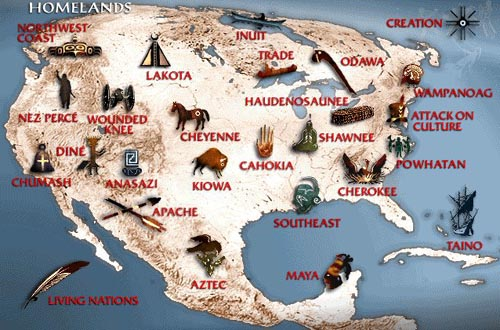 HOMELANDS
NORTHWEST
COAST
INUIT
CREATION
TRADE
ODAWA
LAKOTA
WAMPANOAG
HAUDENOSAUNEE
NEZ PERCÉ
WOUNDED
KNEE
CHEYENNE
SHAWNEE
ATTACK ON
CULTURE
DINÉ
CAHOKIA
POWHATAN
CHUMASH
ANASAZI
KIOWA
CHEROKEE
APACHE
SOUTHEAST
TAINO
AZTEC
MAYA
LIVING NATIONS